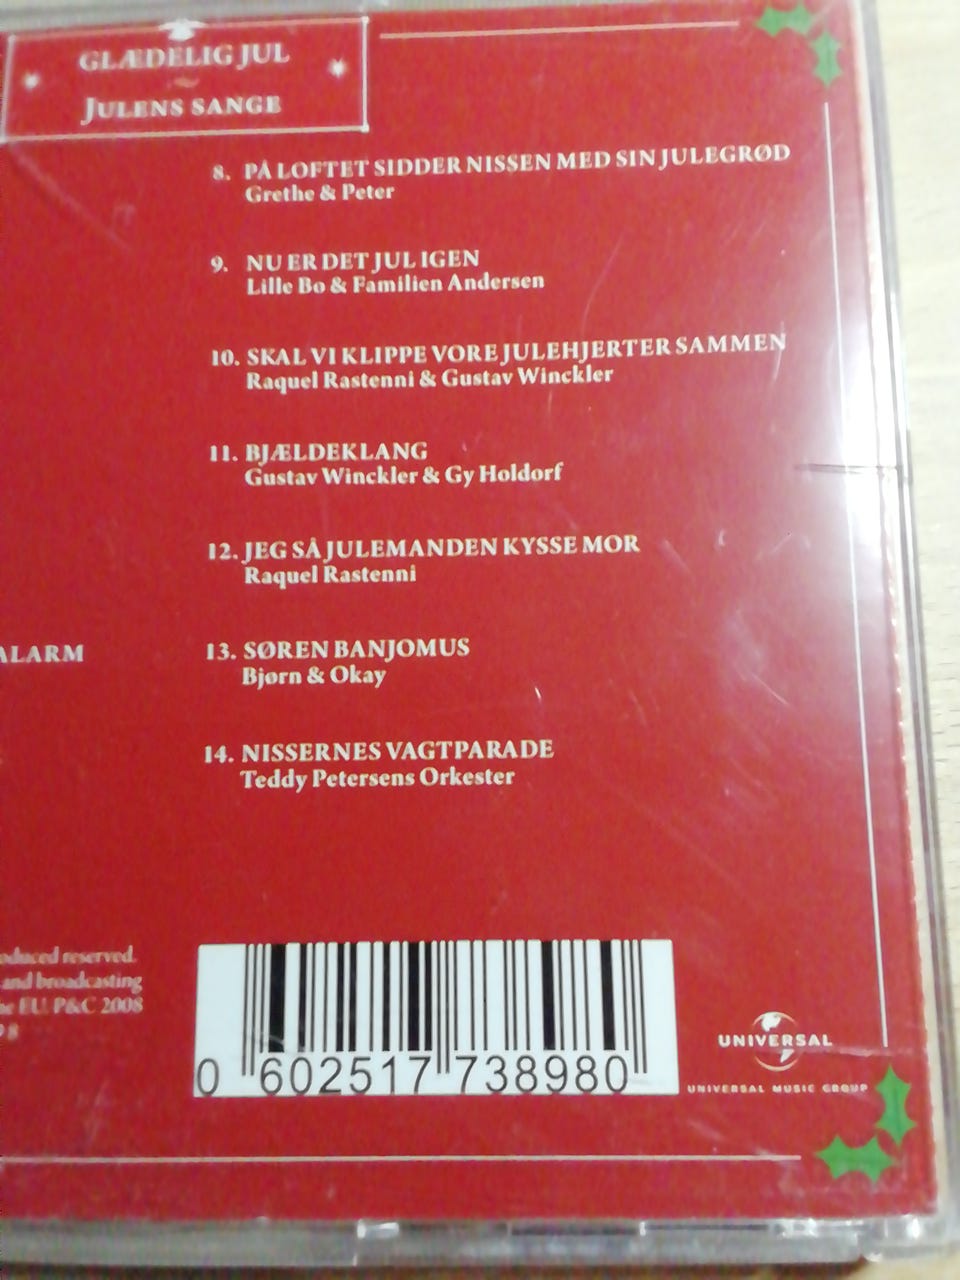 GLÆDELIG JUL
~
JULENS SANGE
8. PÅ LOFTET SIDDER NISSEN MED SIN JULEGRØD
Grethe & Peter
9. NU ER DET JUL IGEN
Lille Bo & Familien Andersen
10. SKAL VI KLIPPE VORE JULEHJERTER SAMMEN
Raquel Rastenni & Gustav Winckler
11. BJÆLDEKLANG
Gustav Winckler & Gy Holdorf
12. JEG SÅ JULEMANDEN KYSSE MOR
Raquel Rastenni
ALARM
13. SØREN BANJOMUS
Bjørn & Okay
14. NISSERNES VAGTPARADE
Teddy Petersens Orkester
oduced reserved.
and broadcasting
he EU. P&C 2008
98
0 602517 738980
UNIVERSAL
UNIVERSAL MUSIC GROUP